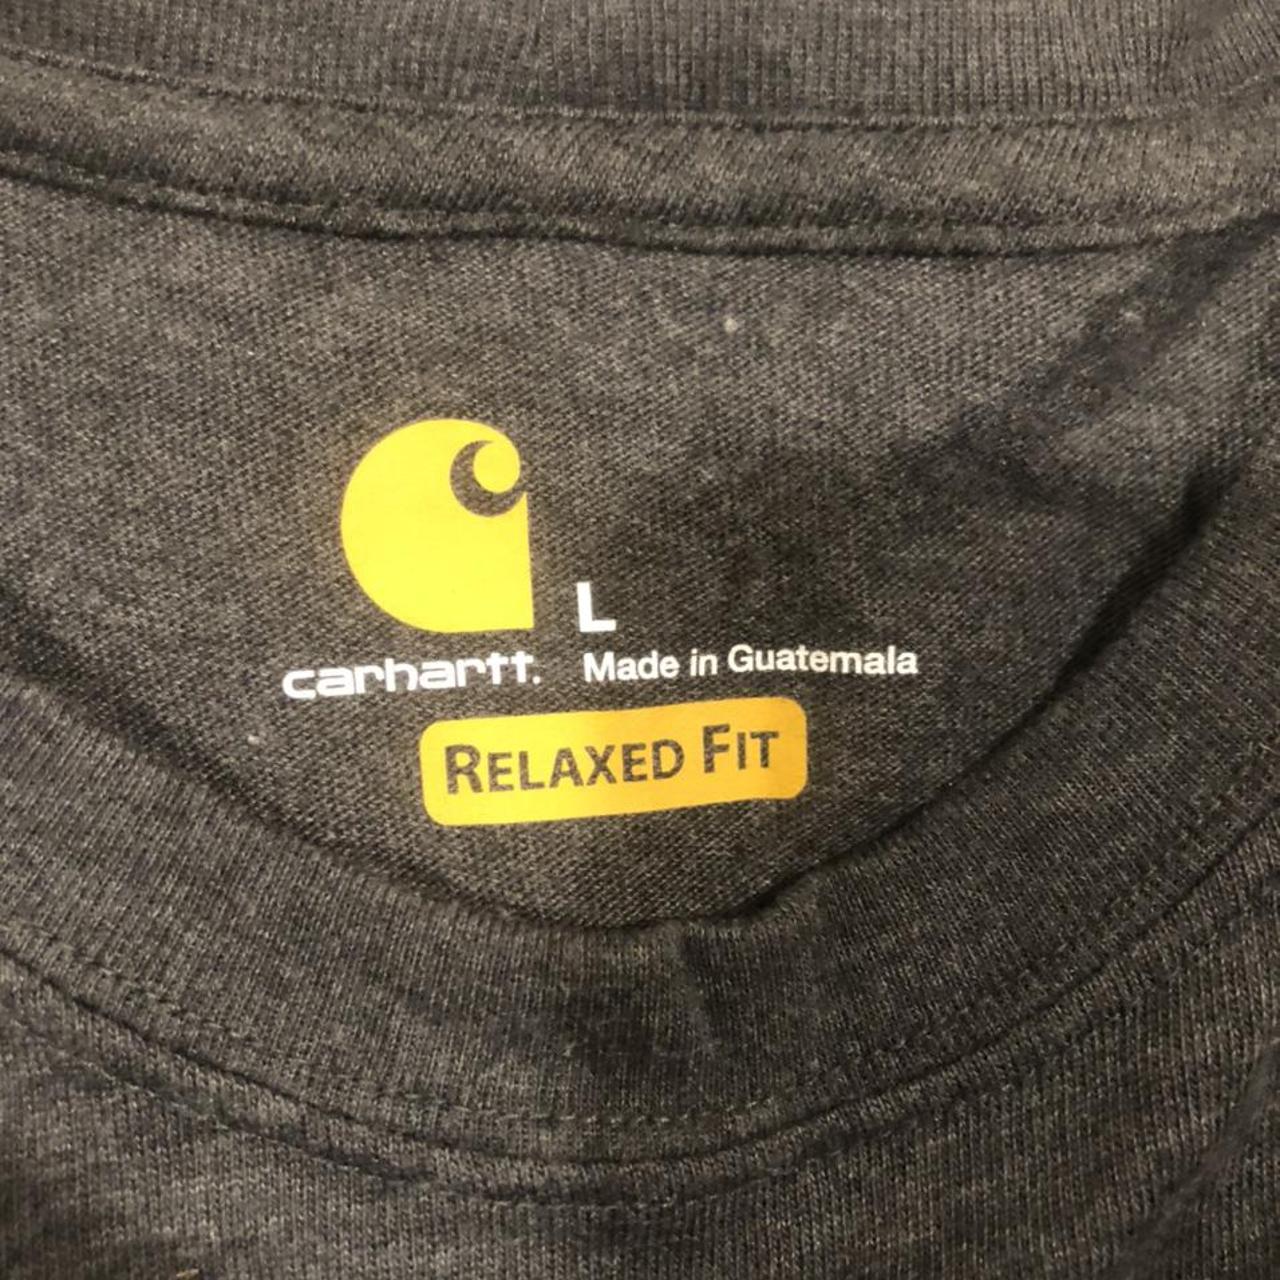 L
carhartt. Made in Guatemala
RELAXED FIT